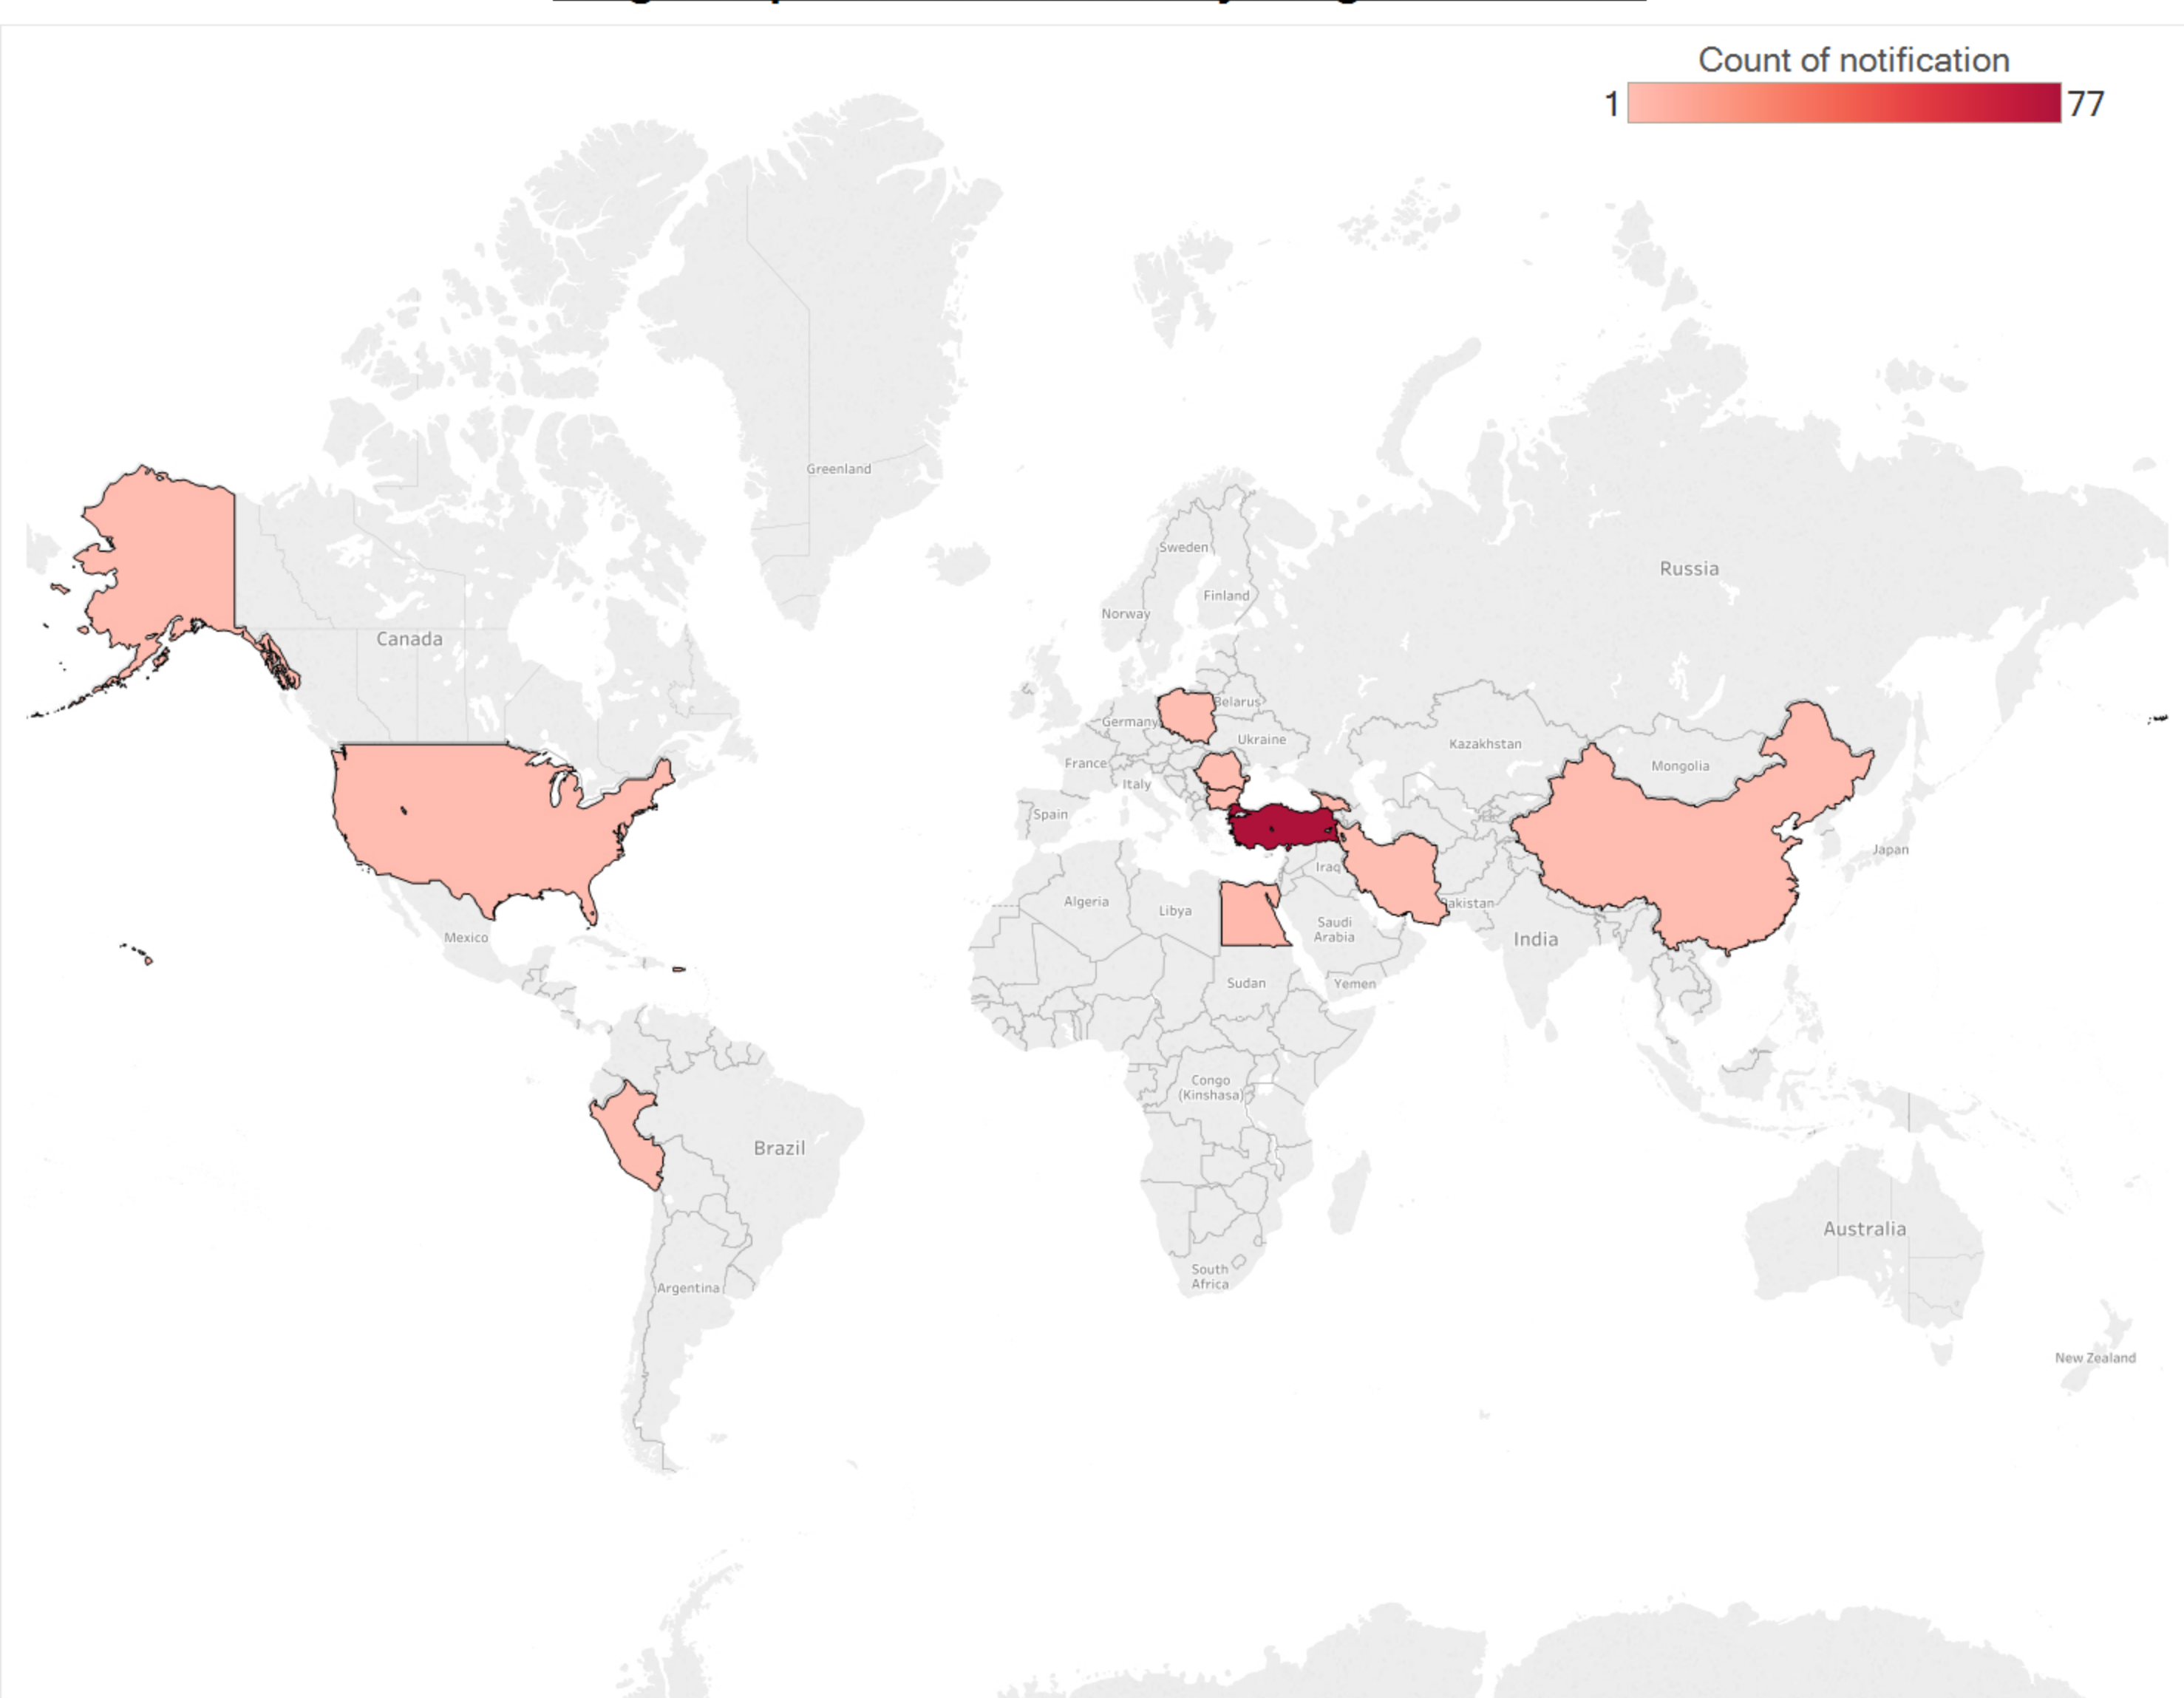 Count of notification
1 77
Greenland
Sweden
Russia
Finland
Norway
Canada
Belarus
Germany
Ukraine
Kazakhstan
France
Mongolia
Italy
Spain
Japan
Iraq
Algeria
Pakistan
Libya
Saudi
Arabia
Mexico
India
Sudan
Yemen
Congo
(Kinshasa)
Brazil
Australia
South
Africa
Argentina
New Zealand